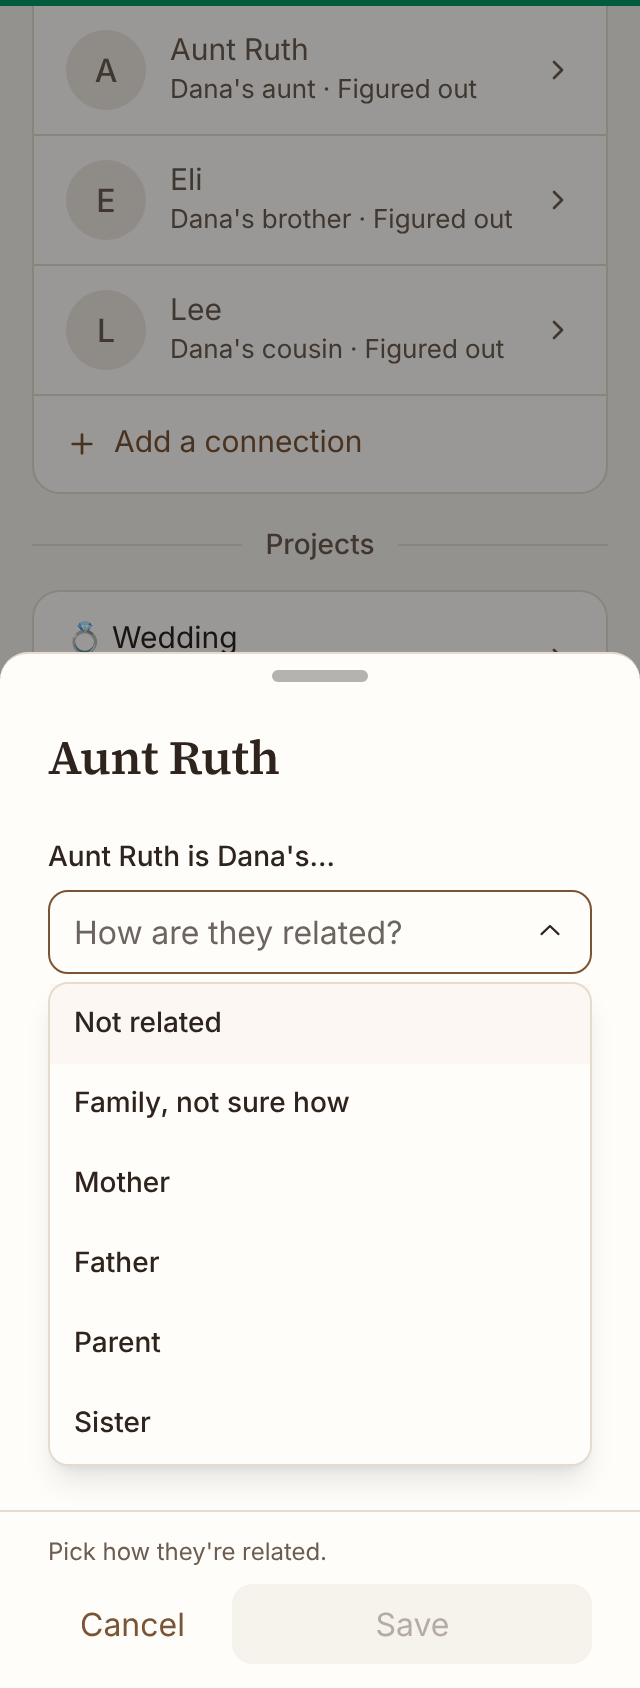 A
Aunt Ruth
Dana's aunt · Figured out
E
Eli
Dana's brother · Figured out
L
Lee
Dana's cousin · Figured out
+ Add a connection
Projects
💍 Wedding
Aunt Ruth
Aunt Ruth is Dana's...
How are they related?
Not related
Family, not sure how
Mother
Father
Parent
Sister
Pick how they're related.
Cancel
Save